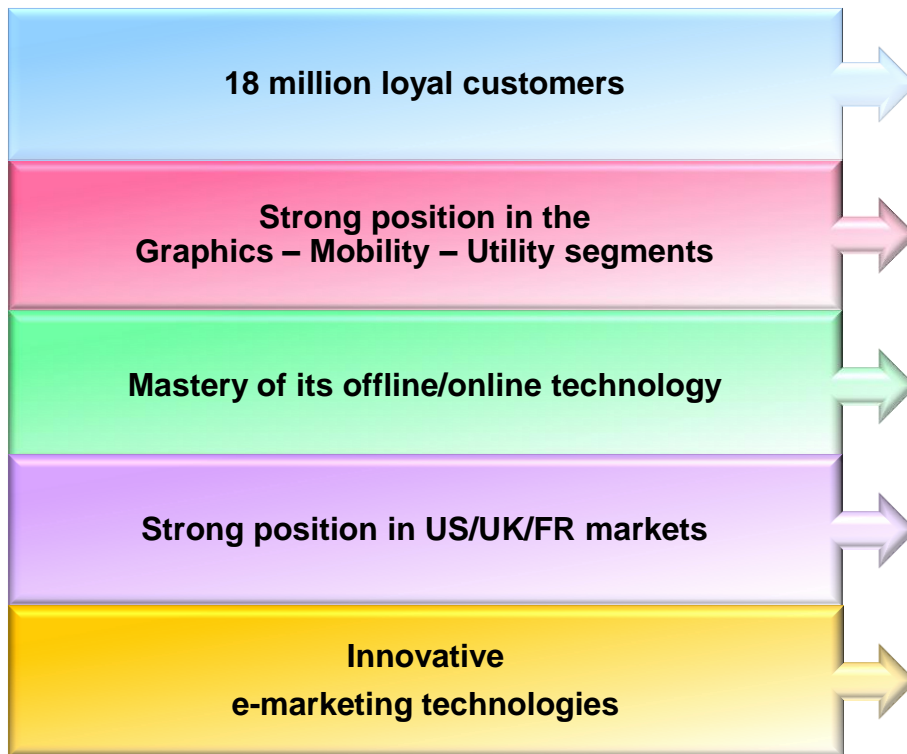 18 million loyal customers
Strong position in the
Graphics – Mobility – Utility segments
Mastery of its offline/online technology
Strong position in US/UK/FR markets
Innovative
e-marketing technologies